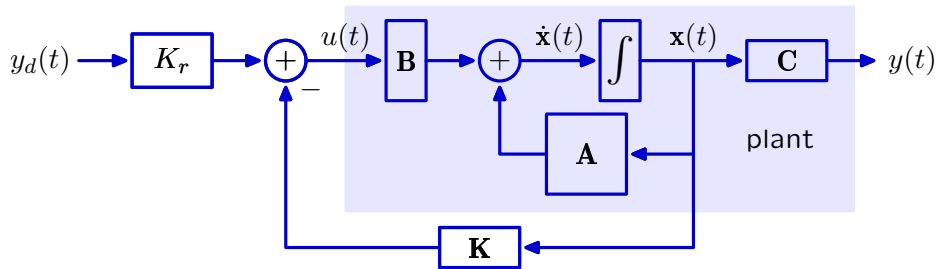 y_d(t) K_r + u(t) B + ẋ(t) ∫ x(t) C y(t)
−
A plant
K